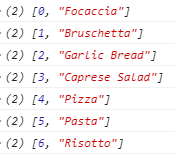 (2) [0, "Focaccia"]
(2) [1, "Bruschetta"]
(2) [2, "Garlic Bread"]
(2) [3, "Caprese Salad"]
(2) [4, "Pizza"]
(2) [5, "Pasta"]
(2) [6, "Risotto"]